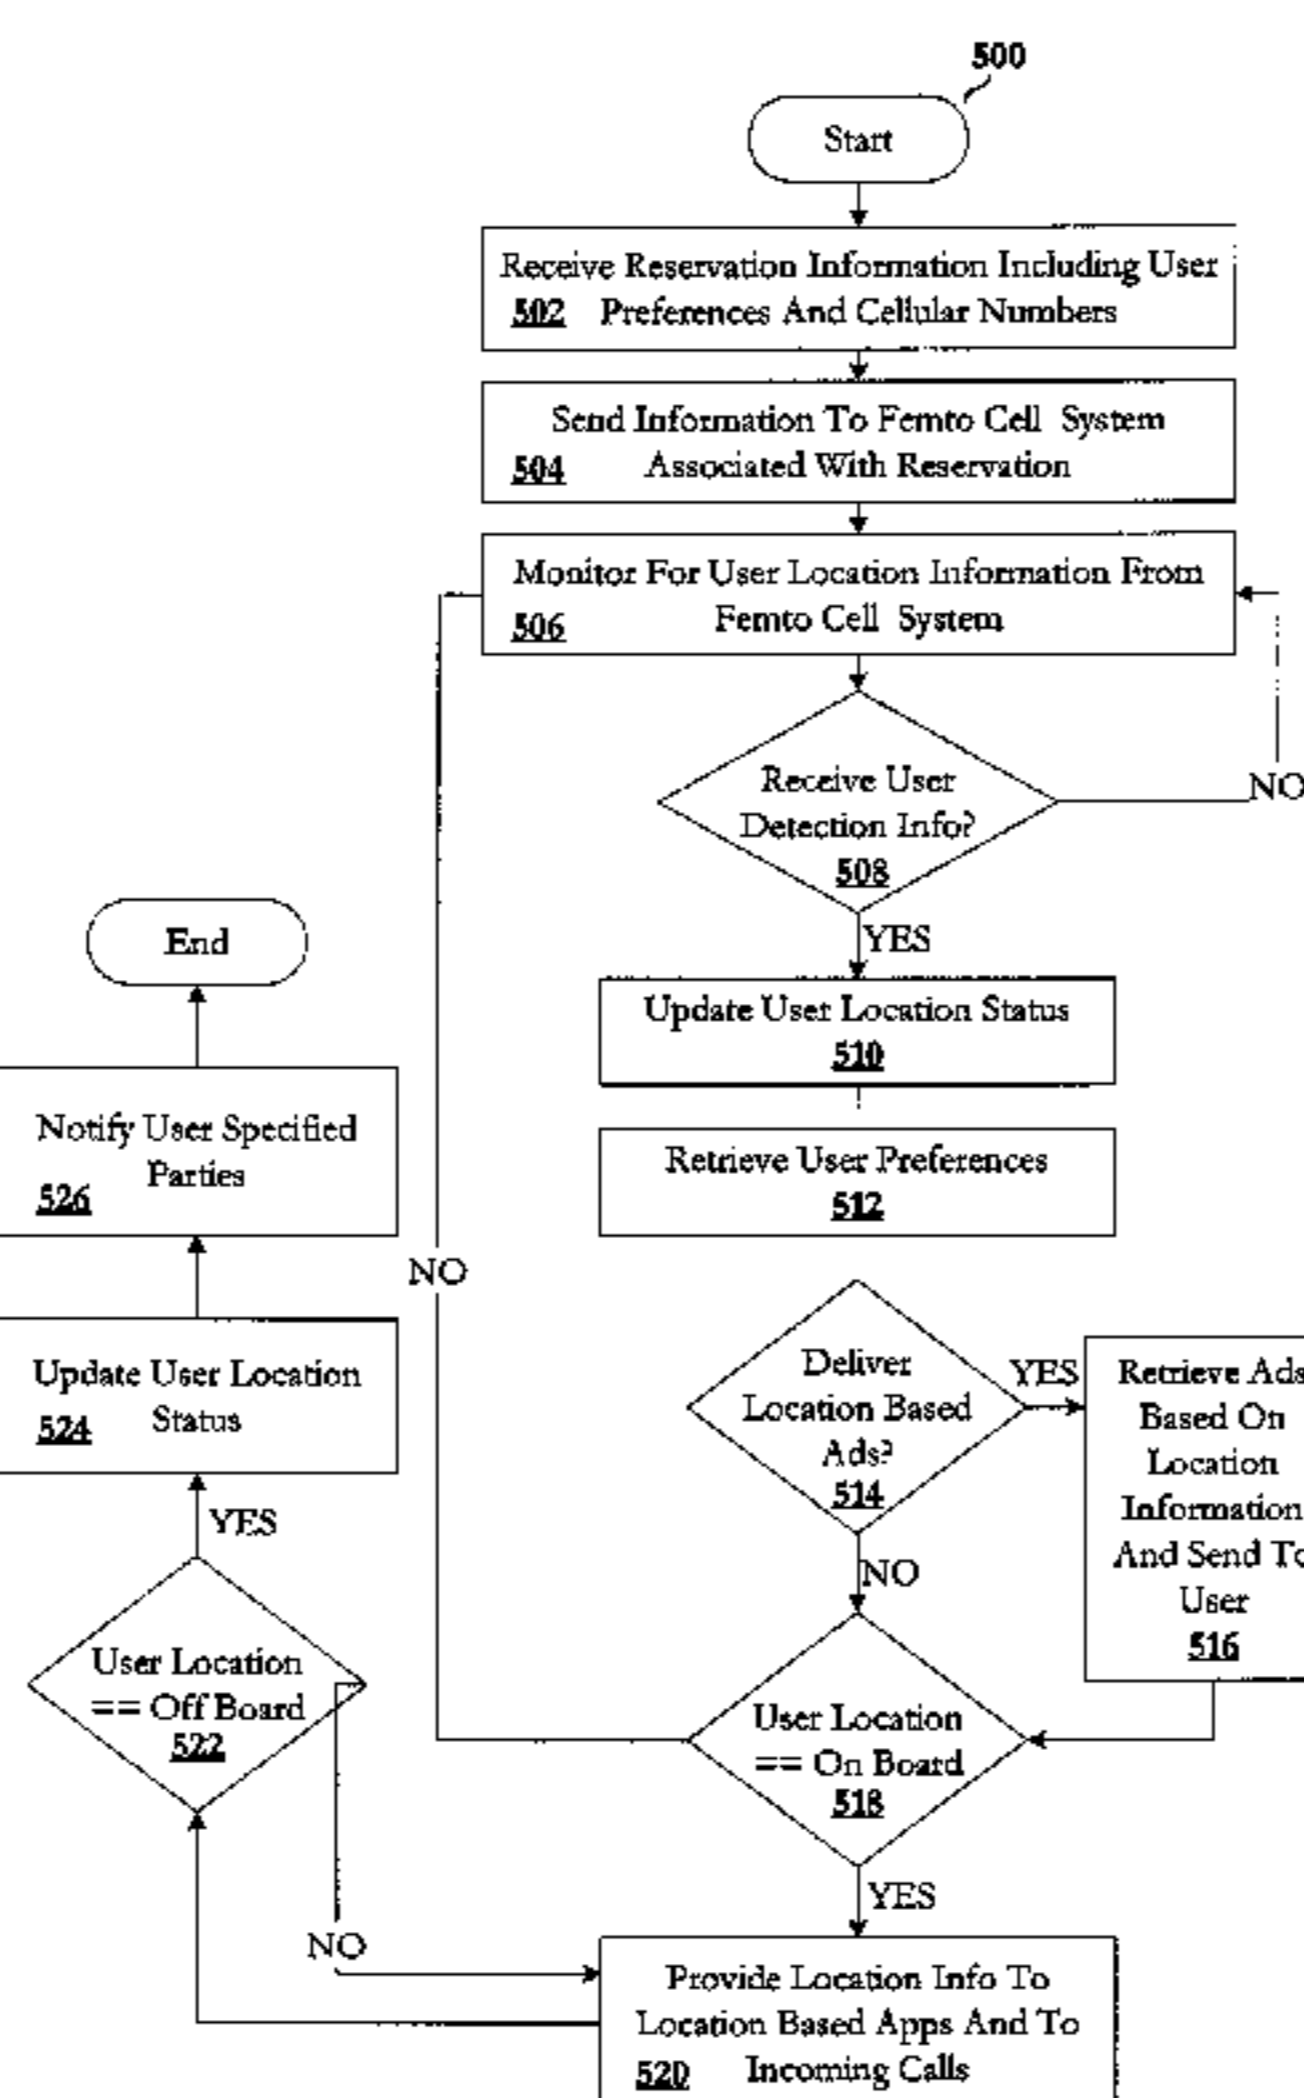 500
Start
Receive Reservation Information Including User
502 Preferences And Cellular Numbers
Send Information To Femto Cell System
504 Associated With Reservation
Monitor For User Location Information From
506 Femto Cell System
Receive User
Detection Info?
508
NO
YES
Update User Location Status
510
Retrieve User Preferences
512
Deliver
Location Based
Ads?
514
YES
Retrieve Ads
Based On
Location
Information
And Send To
User
516
NO
User Location
== On Board
518
NO
YES
Provide Location Info To
Location Based Apps And To
520 Incoming Calls
User Location
== Off Board
522
NO
YES
Update User Location
524 Status
Notify User Specified
Parties
526
End